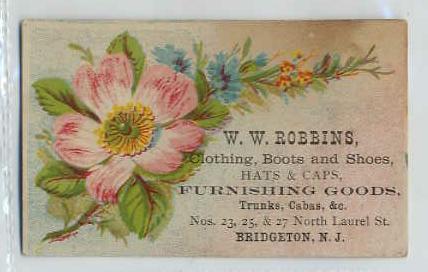 W. W. ROBBINS,
Clothing, Boots and Shoes,
HATS & CAPS,
FURNISHING GOODS,
Trunks, Cabas, &c.
Nos. 23, 25, & 27 North Laurel St.
BRIDGETON, N. J.